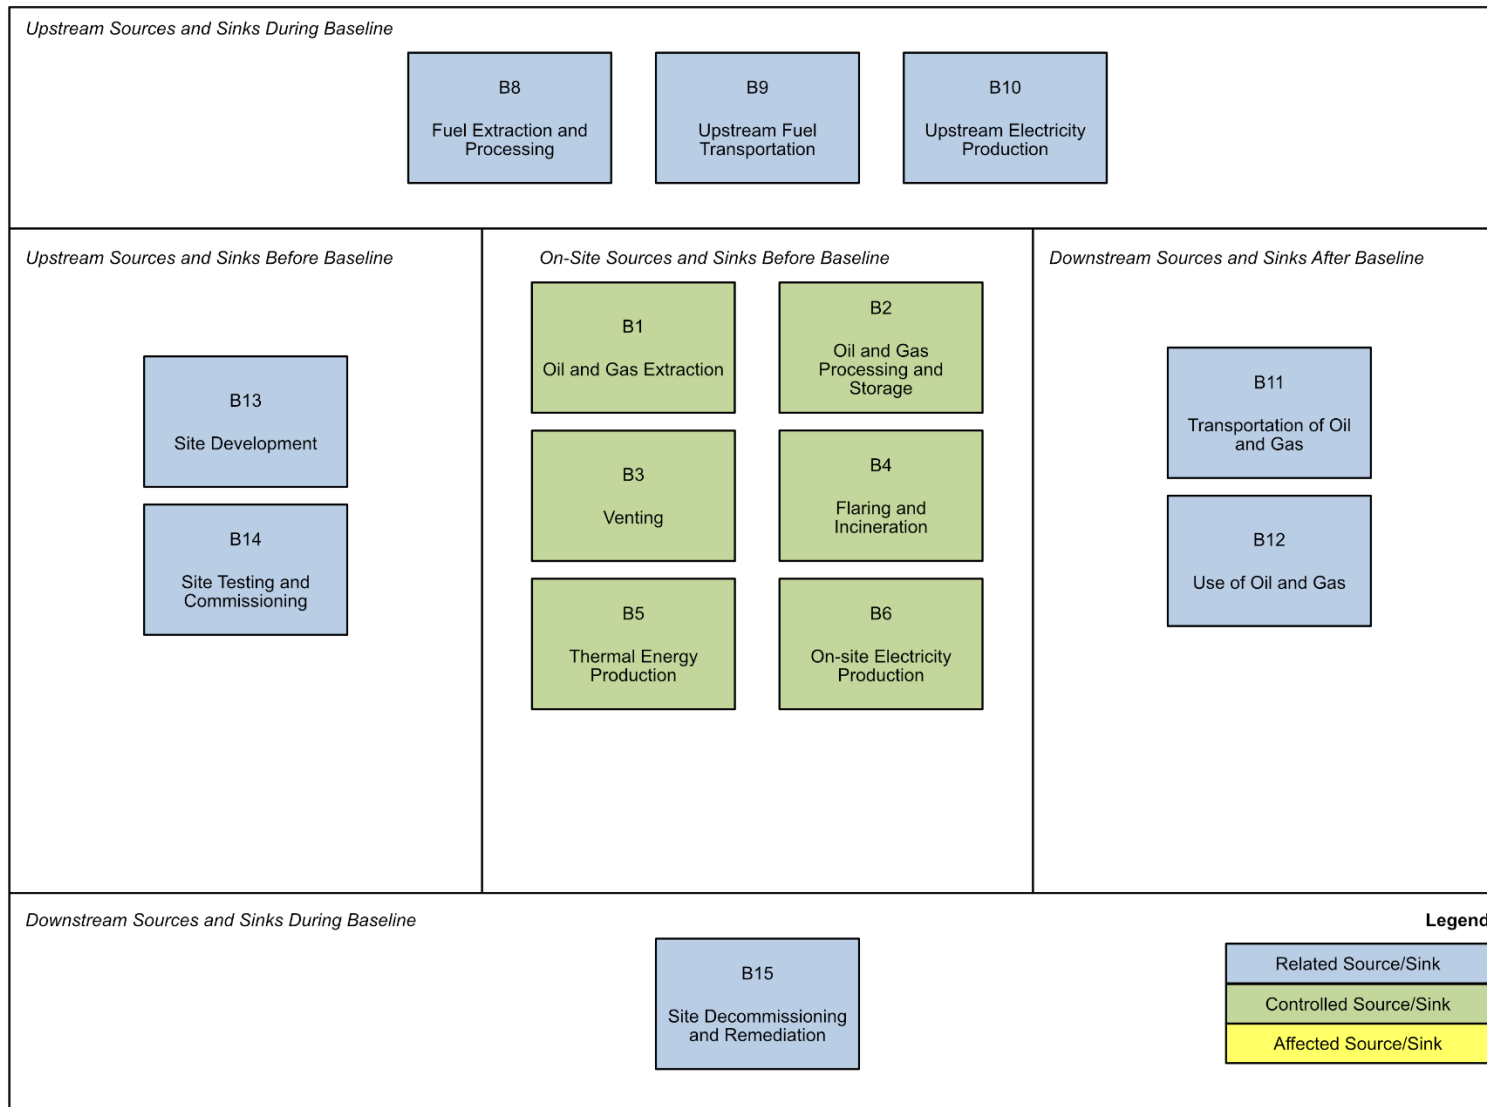 Upstream Sources and Sinks During Baseline
B8
Fuel Extraction and
Processing
B9
Upstream Fuel
Transportation
B10
Upstream Electricity
Production
Upstream Sources and Sinks Before Baseline
B13
Site Development
B14
Site Testing and
Commissioning
On-Site Sources and Sinks Before Baseline
B1
Oil and Gas Extraction
B2
Oil and Gas
Processing and
Storage
B3
Venting
B4
Flaring and
Incineration
B5
Thermal Energy
Production
B6
On-site Electricity
Production
Downstream Sources and Sinks After Baseline
B11
Transportation of Oil
and Gas
B12
Use of Oil and Gas
Downstream Sources and Sinks During Baseline
B15
Site Decommissioning
and Remediation
Legend
Related Source/Sink
Controlled Source/Sink
Affected Source/Sink